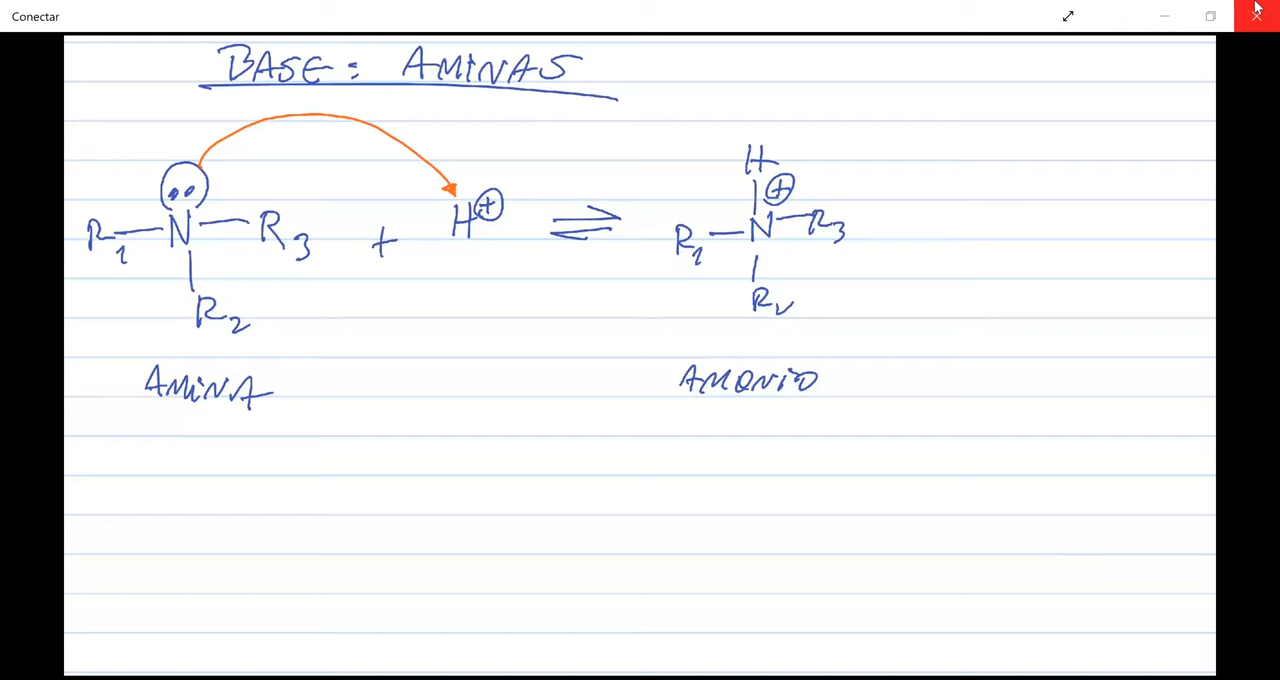 Conectar
BASE: AMINAS
H
R1 — N — R3 + H+ ⇌ R1 — N+ — R3
R2 R2
AMINA AMONIO